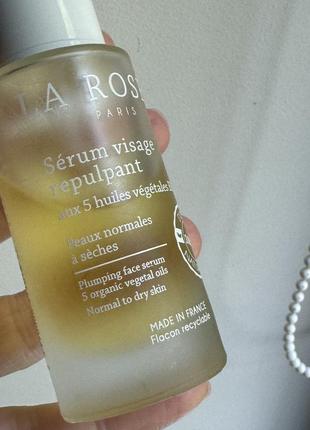 LA ROS
PARIS
Sérum visage
repulpant
aux 5 huiles végétales
Peaux normales
à sèches
Plumping face serum
5 organic vegetal oils
Normal to dry skin
MADE IN FRANCE
Flacon recyclable